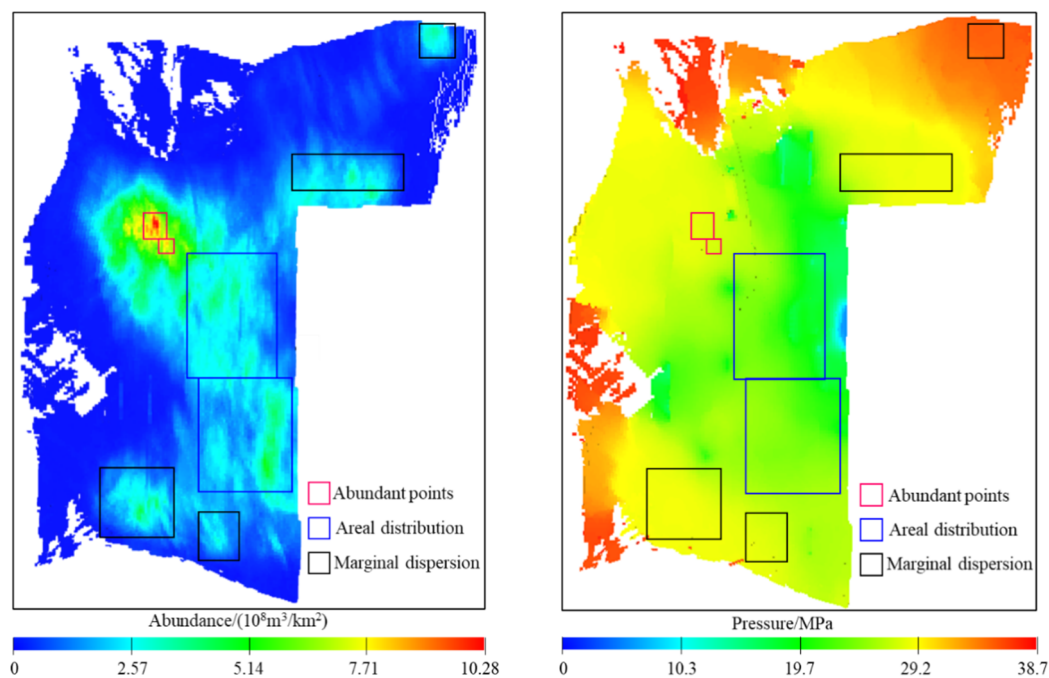 Abundant points
Areal distribution
Marginal dispersion
Abundance/(10⁸m³/km²)
0 2.57 5.14 7.71 10.28
Abundant points
Areal distribution
Marginal dispersion
Pressure/MPa
0 10.3 19.7 29.2 38.7